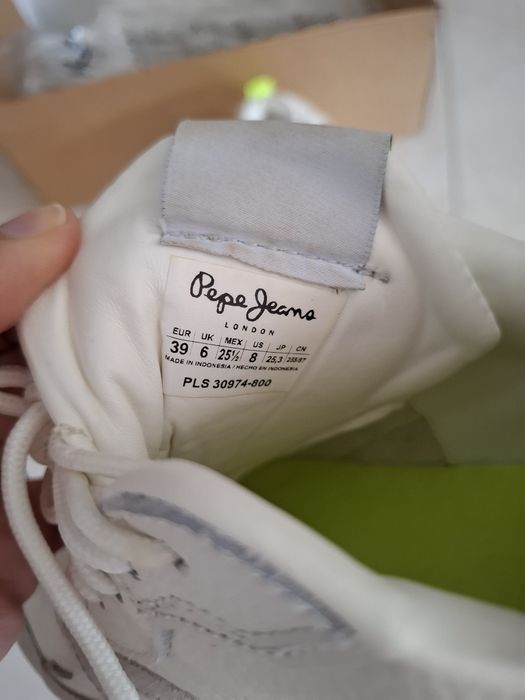 Pepe Jeans
LONDON
EUR UK MEX US JP CN
39 6 25½ 8 25,3
MADE IN INDONESIA / HECHO EN INDONESIA
PLS 30974-800